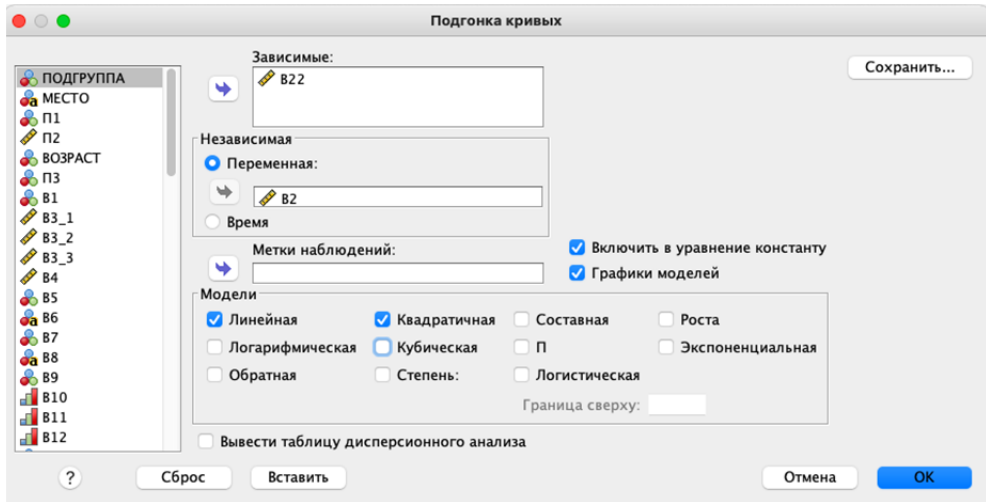 Подгонка кривых
Зависимые:
В22
Сохранить...
ПОДГРУППА
МЕСТО
П1
П2
ВОЗРАСТ
П3
В1
В3_1
В3_2
В3_3
В4
В5
В6
В7
В8
В9
В10
В11
В12
Независимая
Переменная:
В2
Время
Метки наблюдений:
Включить в уравнение константу
Графики моделей
Модели
Линейная Квадратичная Составная Роста
Логарифмическая Кубическая П Экспоненциальная
Обратная Степень: Логистическая
Граница сверху:
Вывести таблицу дисперсионного анализа
? Сброс Вставить Отмена ОК